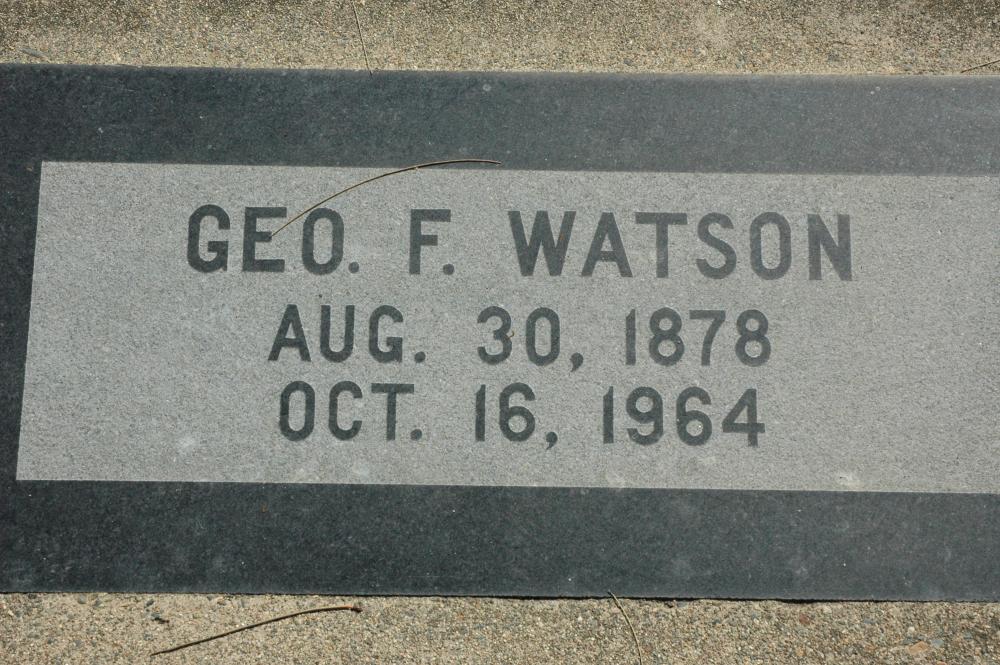 GEO. F. WATSON
AUG. 30, 1878
OCT. 16, 1964